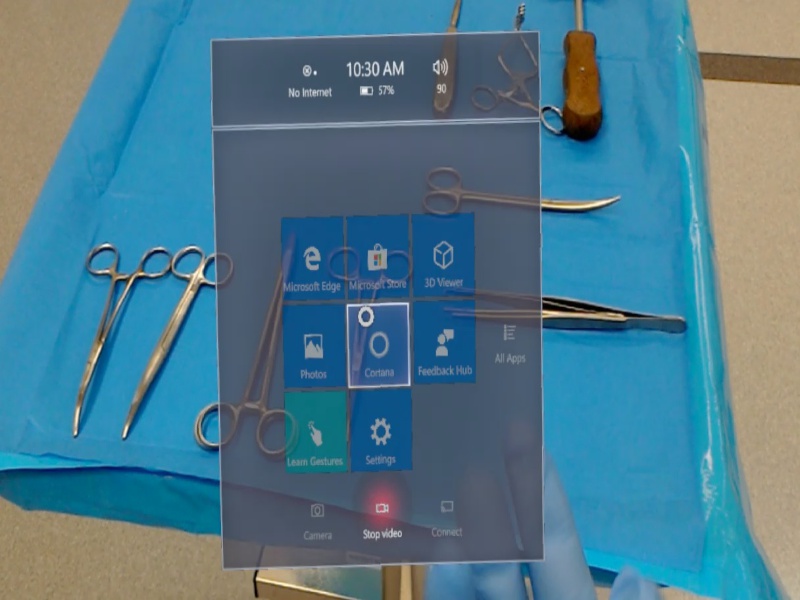 10:30 AM
No Internet
57%
90
Microsoft Edge
Microsoft Store
3D Viewer
Photos
Cortana
Feedback Hub
All Apps
Learn Gestures
Settings
Camera
Stop video
Connect